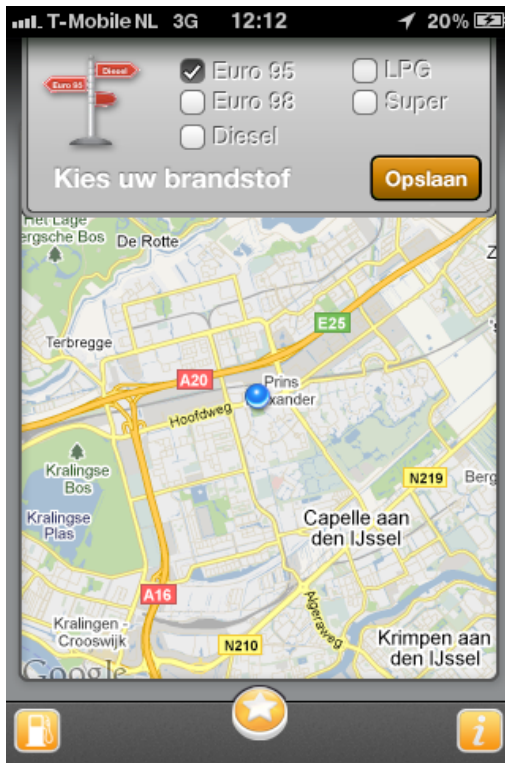 T-Mobile NL 3G 12:12 20%
Diesel
Euro 95
Euro 95
LPG
Euro 98
Super
Diesel
Kies uw brandstof
Opslaan
Het Lage
ergsche Bos
De Rotte
Z
E25
Terbregge
A20
Prins
xander
Hoofdweg
Kralingse
Bos
N219
Berg
Kralingse
Plas
Capelle aan
den IJssel
A16
Algeraweg
Kralingen -
Crooswijk
N210
Krimpen aan
den IJssel
Google
i